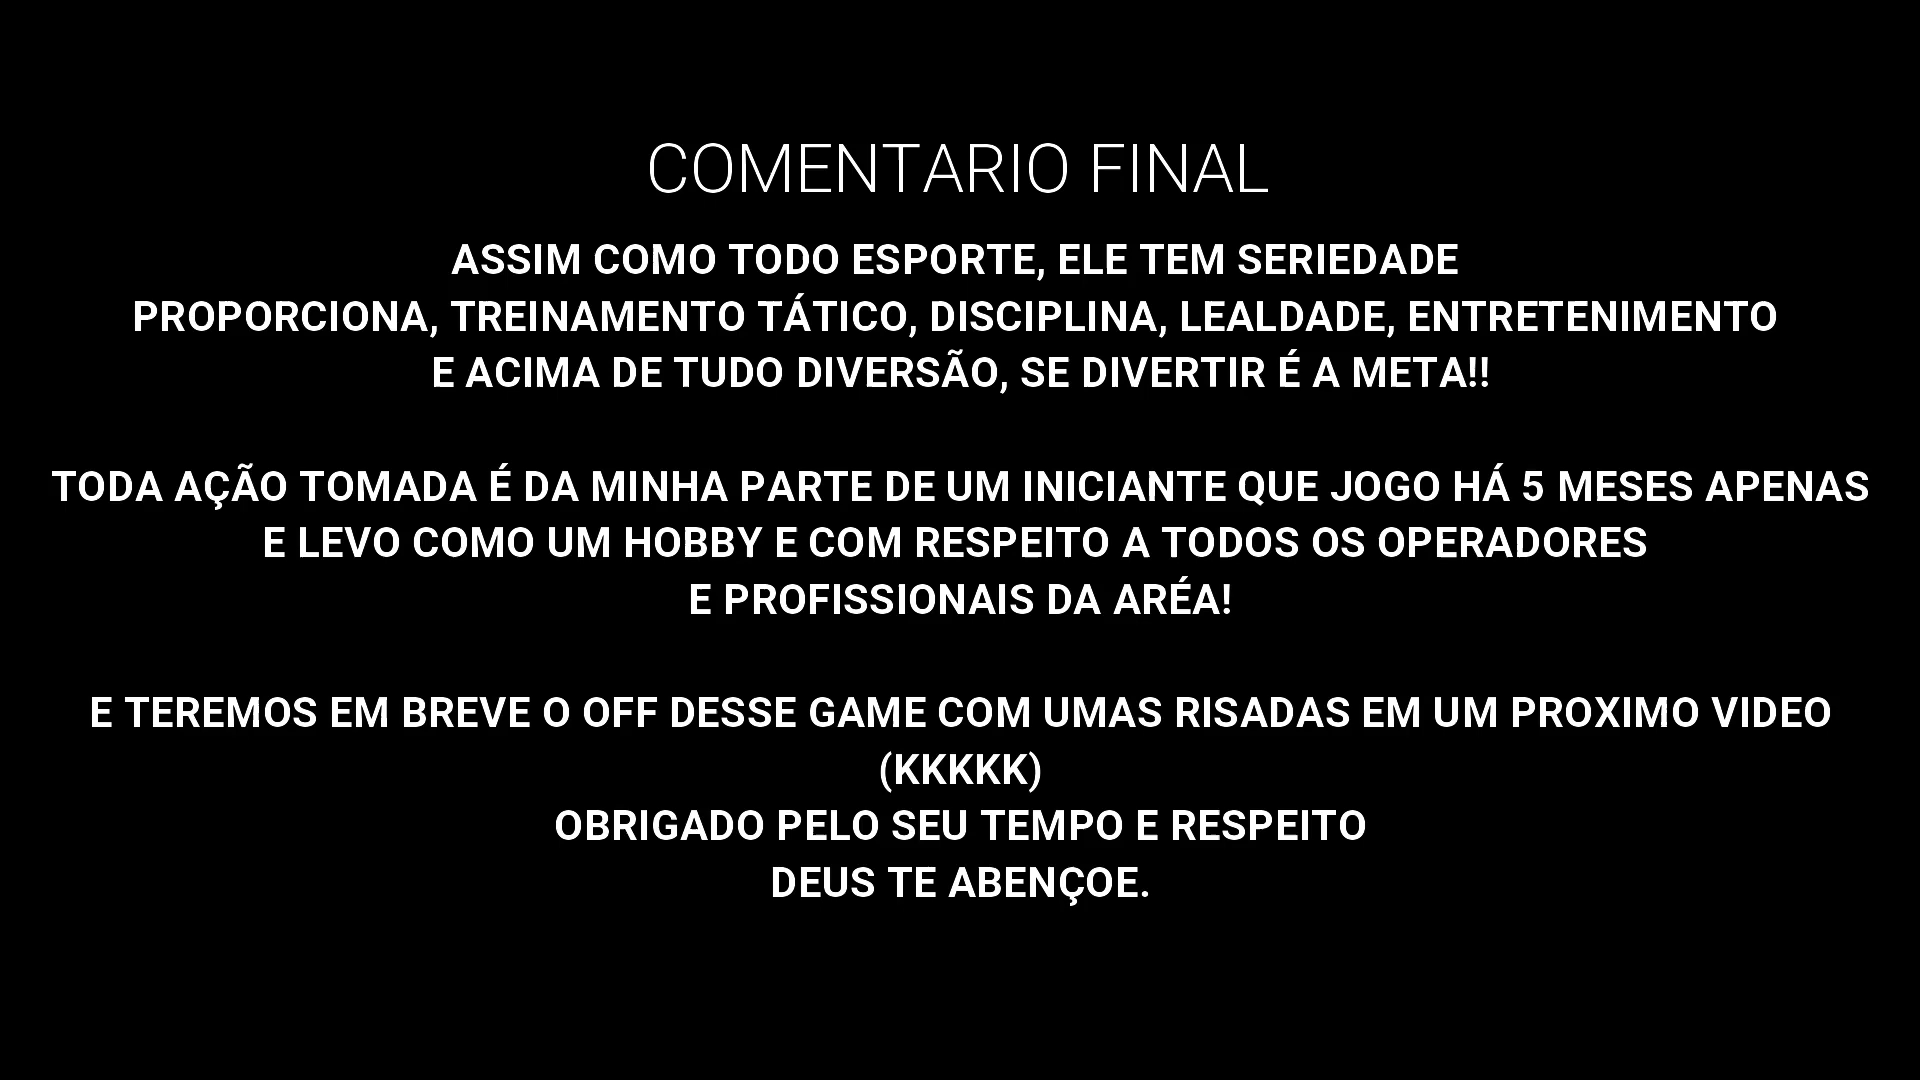 COMENTARIO FINAL
ASSIM COMO TODO ESPORTE, ELE TEM SERIEDADE
PROPORCIONA, TREINAMENTO TÁTICO, DISCIPLINA, LEALDADE, ENTRETENIMENTO
E ACIMA DE TUDO DIVERSÃO, SE DIVERTIR É A META!!
TODA AÇÃO TOMADA É DA MINHA PARTE DE UM INICIANTE QUE JOGO HÁ 5 MESES APENAS
E LEVO COMO UM HOBBY E COM RESPEITO A TODOS OS OPERADORES
E PROFISSIONAIS DA ARÉA!
E TEREMOS EM BREVE O OFF DESSE GAME COM UMAS RISADAS EM UM PROXIMO VIDEO
(KKKKK)
OBRIGADO PELO SEU TEMPO E RESPEITO
DEUS TE ABENÇOE.